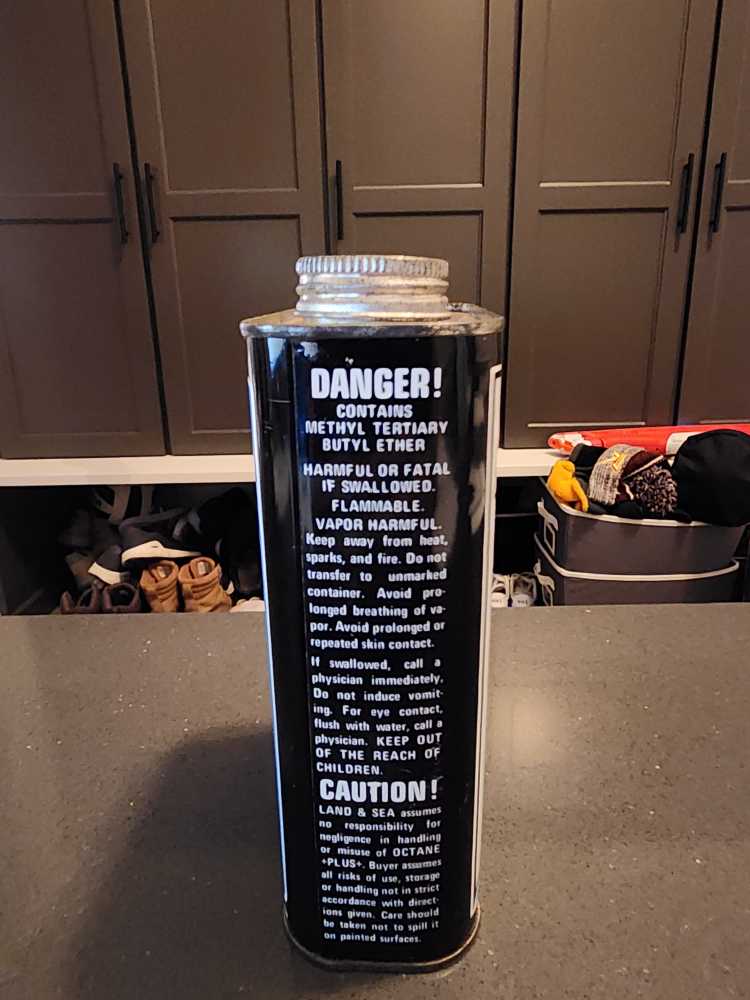 DANGER!
CONTAINS
METHYL TERTIARY
BUTYL ETHER
HARMFUL OR FATAL
IF SWALLOWED.
FLAMMABLE.
VAPOR HARMFUL.
Keep away from heat,
sparks, and fire. Do not
transfer to unmarked
container. Avoid pro-
longed breathing of va-
por. Avoid prolonged or
repeated skin contact.
If swallowed, call a
physician immediately.
Do not induce vomit-
ing. For eye contact,
flush with water, call a
physician. KEEP OUT
OF THE REACH OF
CHILDREN.
CAUTION!
LAND & SEA assumes
no responsibility for
negligence in handling
or misuse of OCTANE
+PLUS+. Buyer assumes
all risks of use, storage
or handling not in strict
accordance with direct-
ions given. Care should
be taken not to spill it
on painted surfaces.